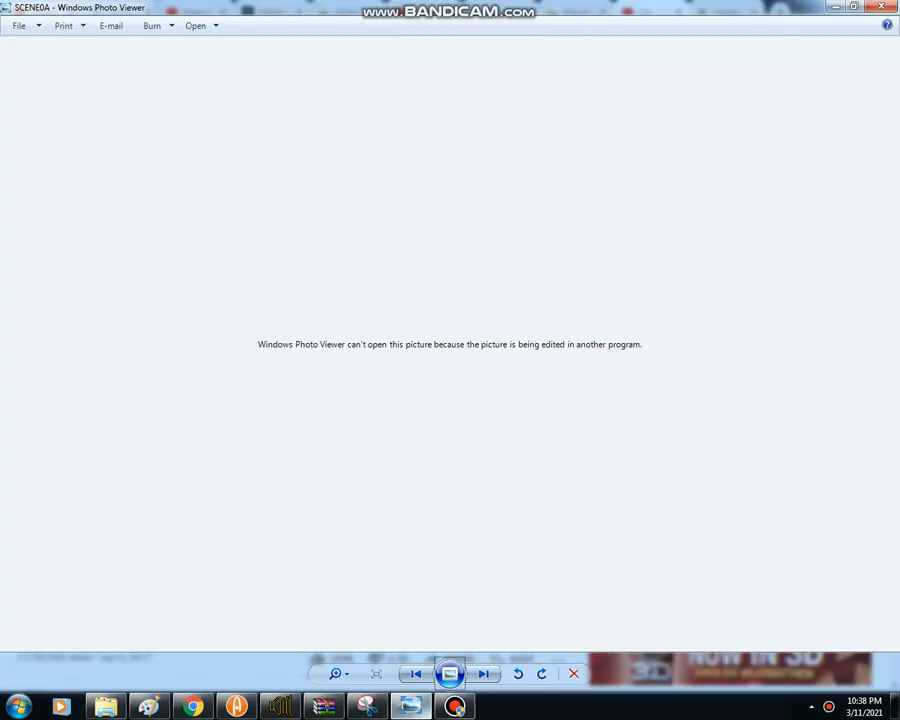 SCENE0A - Windows Photo Viewer
WWW.BANDICAM.COM
File Print E-mail Burn Open
Windows Photo Viewer can't open this picture because the picture is being edited in another program.
NOW IN 3D
3D
10:38 PM
3/11/2021